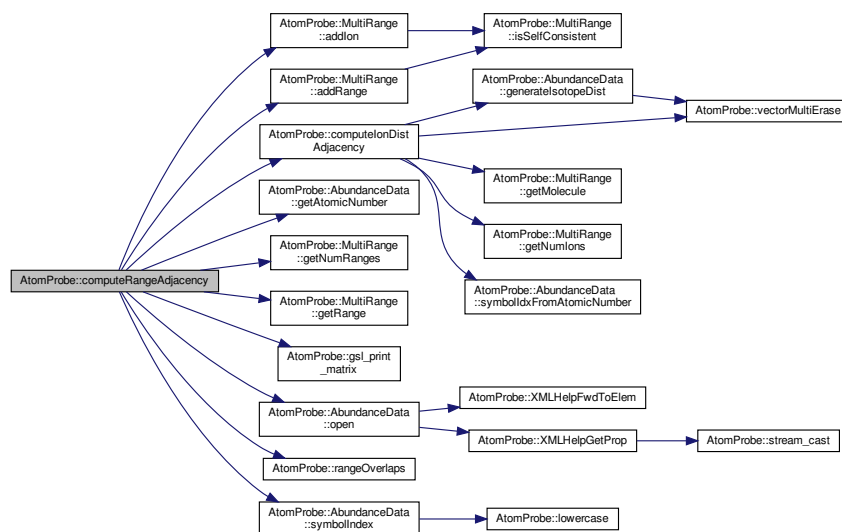 AtomProbe::computeRangeAdjacency
AtomProbe::MultiRange
::addIon
AtomProbe::MultiRange
::addRange
AtomProbe::computeIonDist
Adjacency
AtomProbe::AbundanceData
::getAtomicNumber
AtomProbe::MultiRange
::getNumRanges
AtomProbe::MultiRange
::getRange
AtomProbe::gsl_print
_matrix
AtomProbe::AbundanceData
::open
AtomProbe::rangeOverlaps
AtomProbe::AbundanceData
::symbolIndex
AtomProbe::MultiRange
::isSelfConsistent
AtomProbe::AbundanceData
::generateIsotopeDist
AtomProbe::MultiRange
::getMolecule
AtomProbe::MultiRange
::getNumIons
AtomProbe::AbundanceData
::symbolIdxFromAtomicNumber
AtomProbe::XMLHelpFwdToElem
AtomProbe::XMLHelpGetProp
AtomProbe::lowercase
AtomProbe::vectorMultiErase
AtomProbe::stream_cast